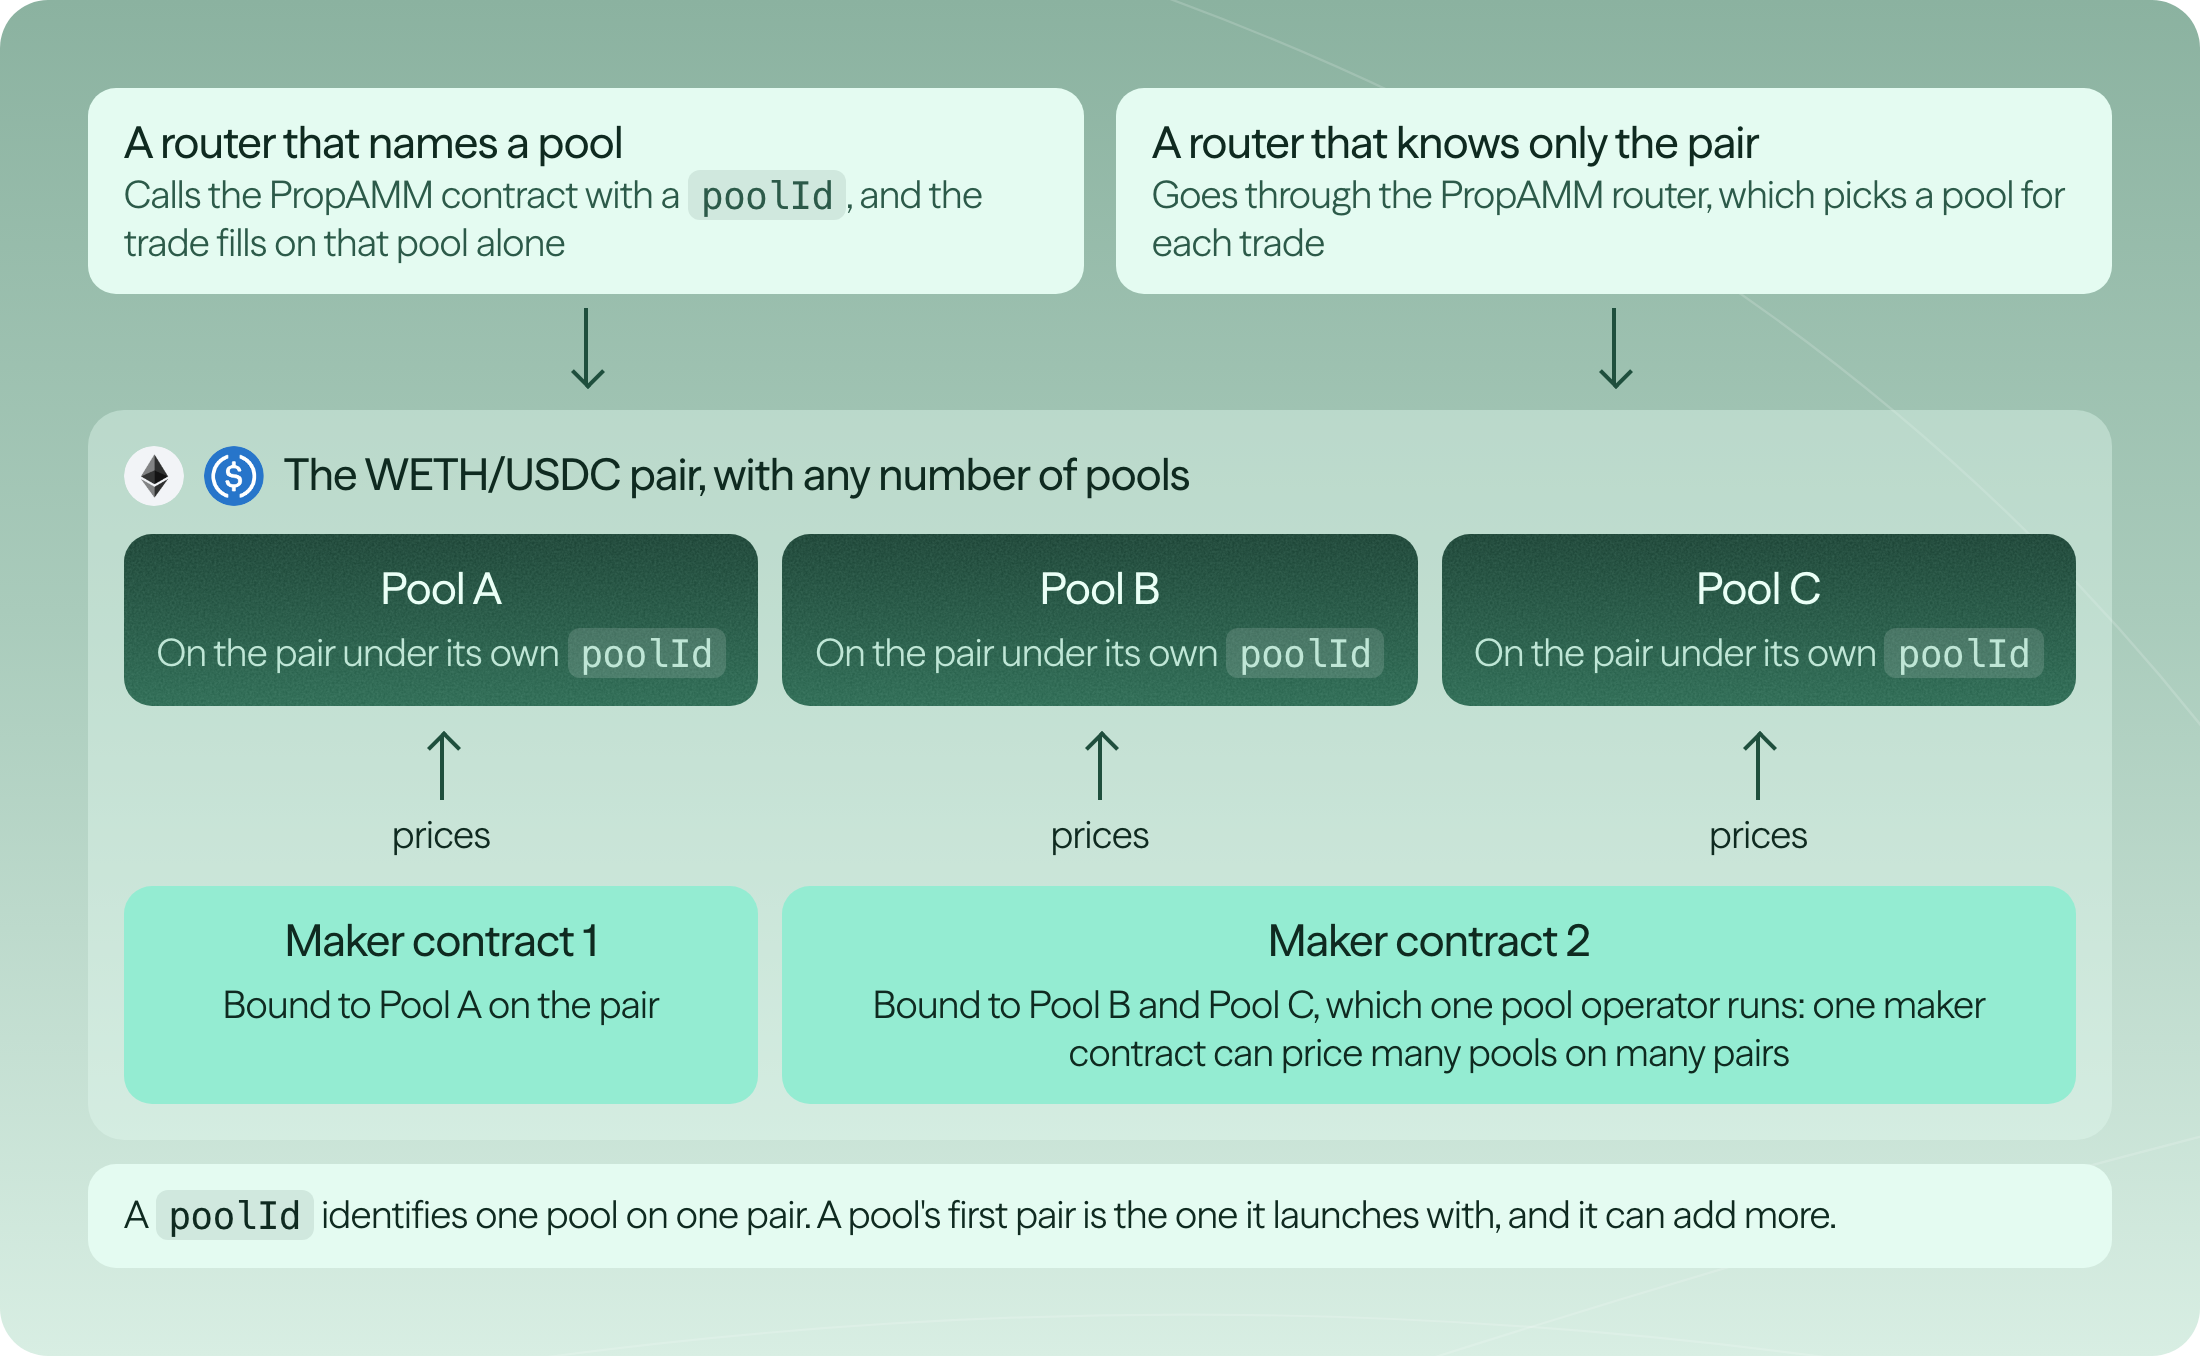 A router that names a pool
Calls the PropAMM contract with a poolId, and the
trade fills on that pool alone
A router that knows only the pair
Goes through the PropAMM router, which picks a pool for
each trade
The WETH/USDC pair, with any number of pools
Pool A
On the pair under its own poolId
Pool B
On the pair under its own poolId
Pool C
On the pair under its own poolId
prices
prices
prices
Maker contract 1
Bound to Pool A on the pair
Maker contract 2
Bound to Pool B and Pool C, which one pool operator runs: one maker
contract can price many pools on many pairs
A poolId identifies one pool on one pair. A pool's first pair is the one it launches with, and it can add more.